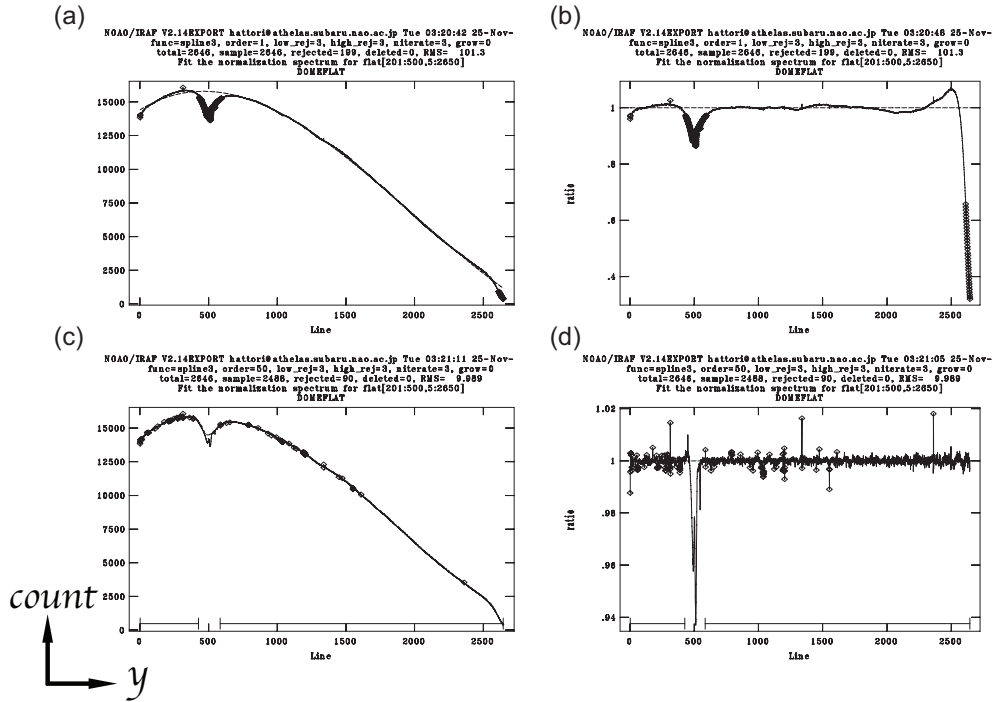 (a)
NOAO/IRAF V2.14EXPORT hattori@athelas.subaru.nao.ac.jp Tue 03:20:42 25-Nov-
func=spline3, order=1, low_rej=3, high_rej=3, niterate=3, grow=0
total=2646, sample=2646, rejected=199, deleted=0, RMS= 101.3
Fit the normalization spectrum for flat[201:500,5:2650]
DOMEFLAT
15000
12500
10000
7500
5000
2500
0
0 500 1000 1500 2000 2500
Line
(b)
NOAO/IRAF V2.14EXPORT hattori@athelas.subaru.nao.ac.jp Tue 03:20:48 25-Nov-
func=spline3, order=1, low_rej=3, high_rej=3, niterate=3, grow=0
total=2646, sample=2646, rejected=199, deleted=0, RMS= 101.3
Fit the normalization spectrum for flat[201:500,5:2650]
DOMEFLAT
1
.8
.6
.4
ratio
0 500 1000 1500 2000 2500
Line
(c)
NOAO/IRAF V2.14EXPORT hattori@athelas.subaru.nao.ac.jp Tue 03:21:11 25-Nov-
func=spline3, order=50, low_rej=3, high_rej=3, niterate=3, grow=0
total=2646, sample=2488, rejected=90, deleted=0, RMS= 9.989
Fit the normalization spectrum for flat[201:500,5:2650]
DOMEFLAT
15000
12500
10000
7500
5000
2500
0
0 500 1000 1500 2000 2500
Line
(d)
NOAO/IRAF V2.14EXPORT hattori@athelas.subaru.nao.ac.jp Tue 03:21:05 25-Nov-
func=spline3, order=50, low_rej=3, high_rej=3, niterate=3, grow=0
total=2646, sample=2488, rejected=90, deleted=0, RMS= 9.989
Fit the normalization spectrum for flat[201:500,5:2650]
DOMEFLAT
1.02
1
.98
.96
.94
ratio
0 500 1000 1500 2000 2500
Line
count
y